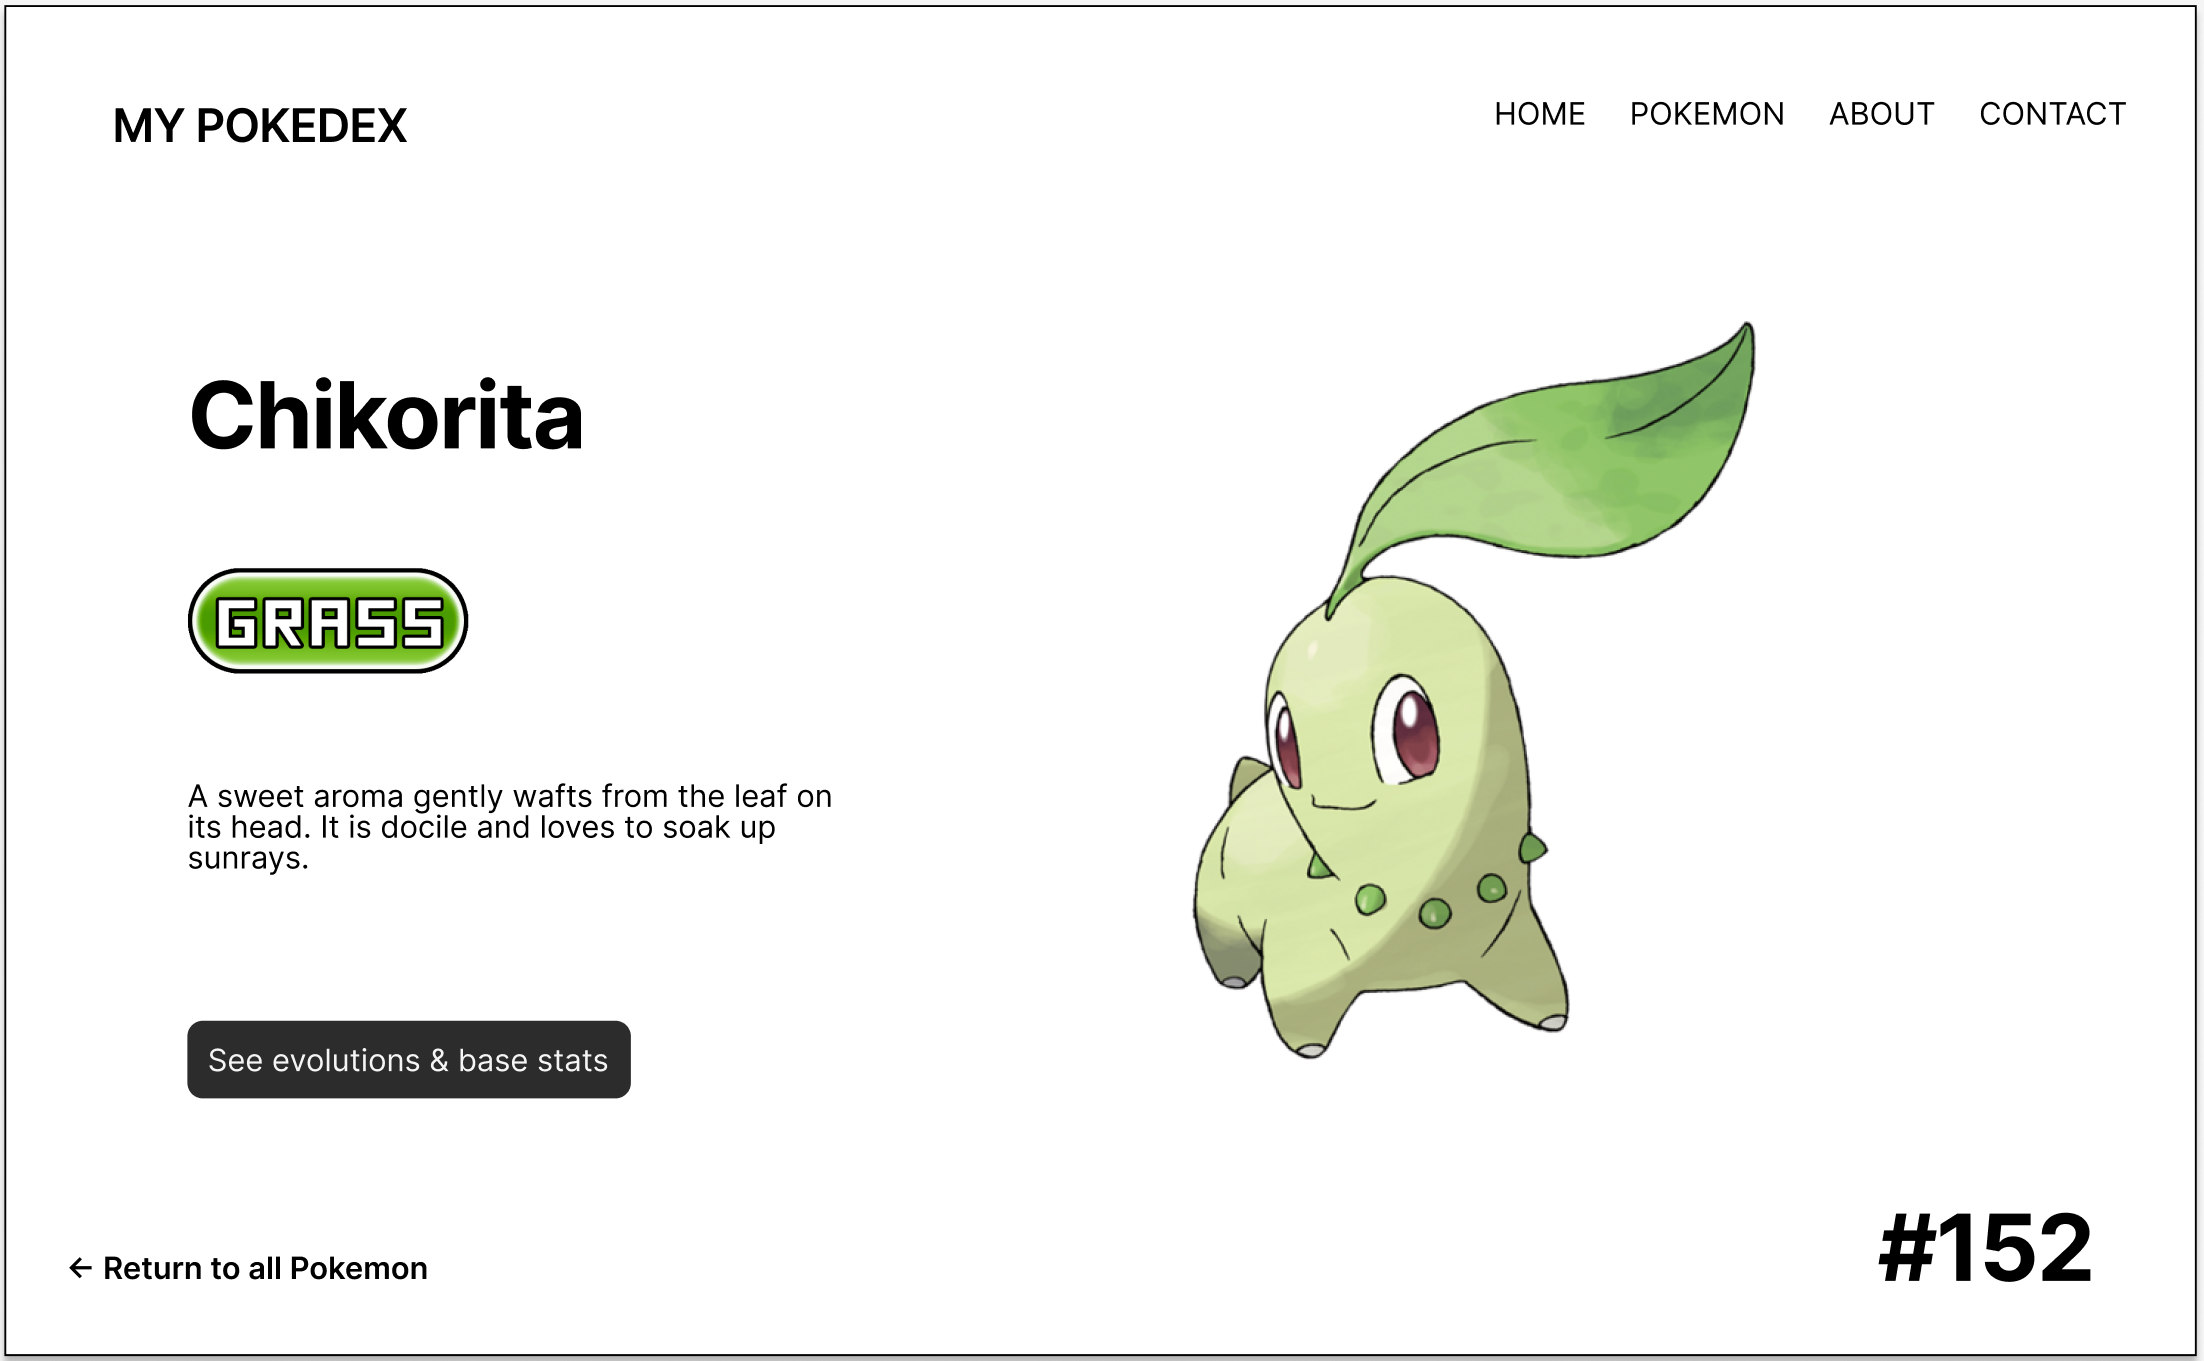 MY POKEDEX
HOME POKEMON ABOUT CONTACT
Chikorita
GRASS
A sweet aroma gently wafts from the leaf on
its head. It is docile and loves to soak up
sunrays.
See evolutions & base stats
← Return to all Pokemon
#152